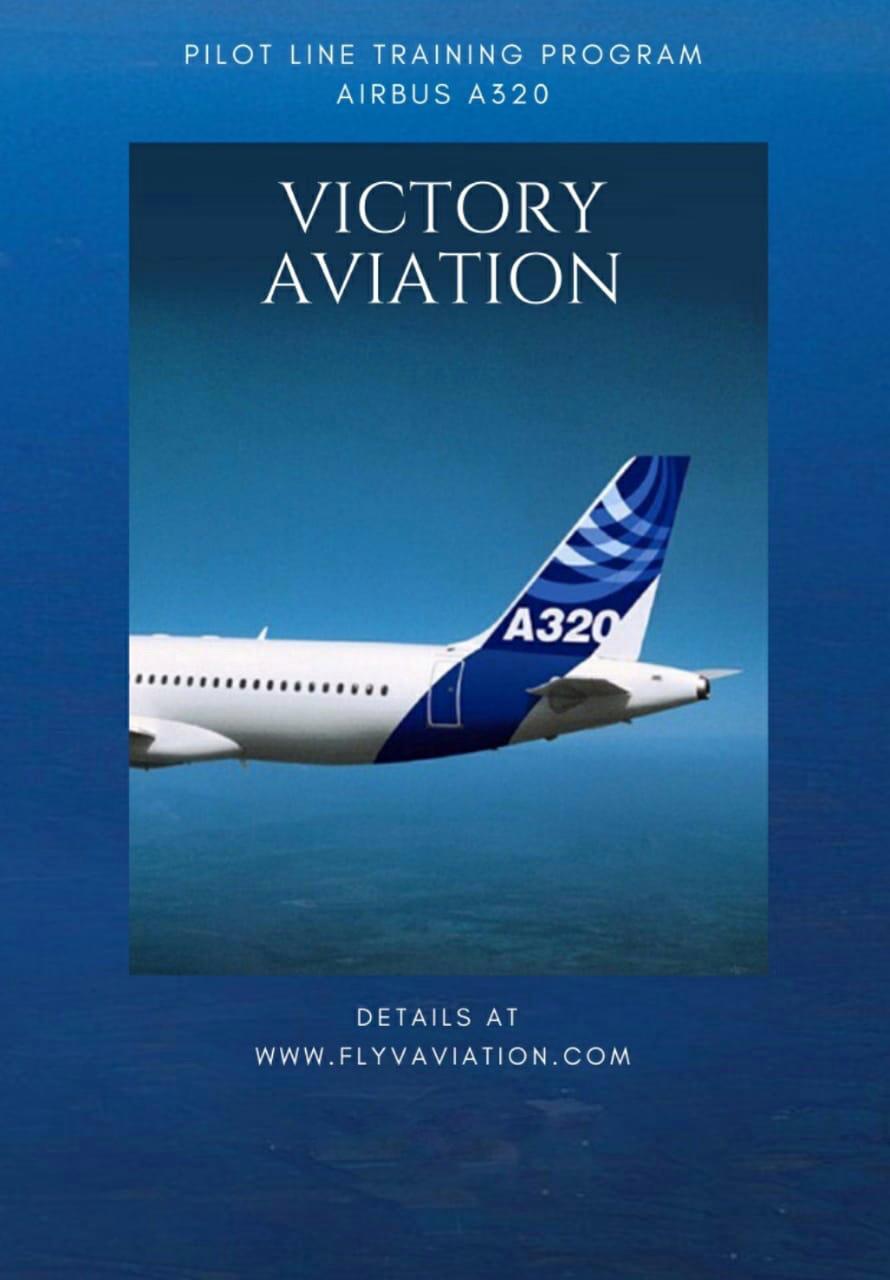 PILOT LINE TRAINING PROGRAM
AIRBUS A320
VICTORY
AVIATION
A320
DETAILS AT
WWW.FLYVAVIATION.COM